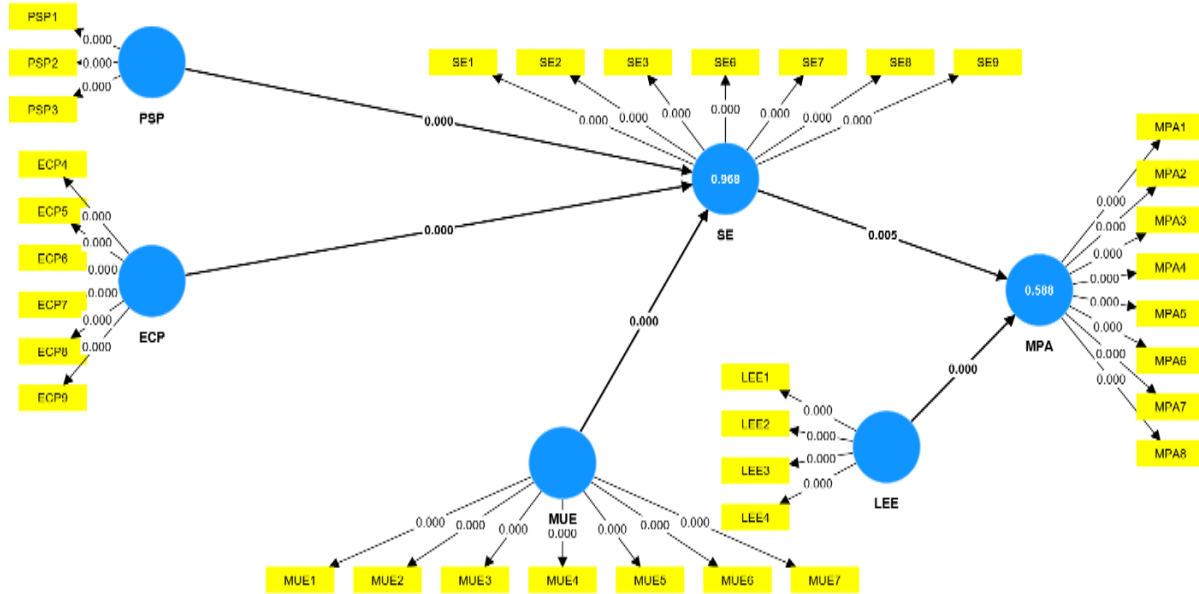 PSP1
0.000
PSP2
0.000
PSP3
0.000
PSP
0.000
SE1
SE2
SE3
SE6
SE7
SE8
SE9
0.000
0.000
0.000
0.000
0.000
0.000
0.000
0.968
SE
ECP4
ECP5
ECP6
ECP7
ECP8
ECP9
0.000
0.000
0.000
0.000
0.000
0.000
ECP
0.000
0.000
0.005
MPA1
MPA2
MPA3
MPA4
MPA5
MPA6
MPA7
MPA8
0.000
0.000
0.000
0.000
0.000
0.000
0.000
0.000
0.588
MPA
0.000
LEE1
LEE2
LEE3
LEE4
0.000
0.000
0.000
0.000
LEE
MUE
0.000
0.000
0.000
0.000
0.000
0.000
0.000
MUE1
MUE2
MUE3
MUE4
MUE5
MUE6
MUE7